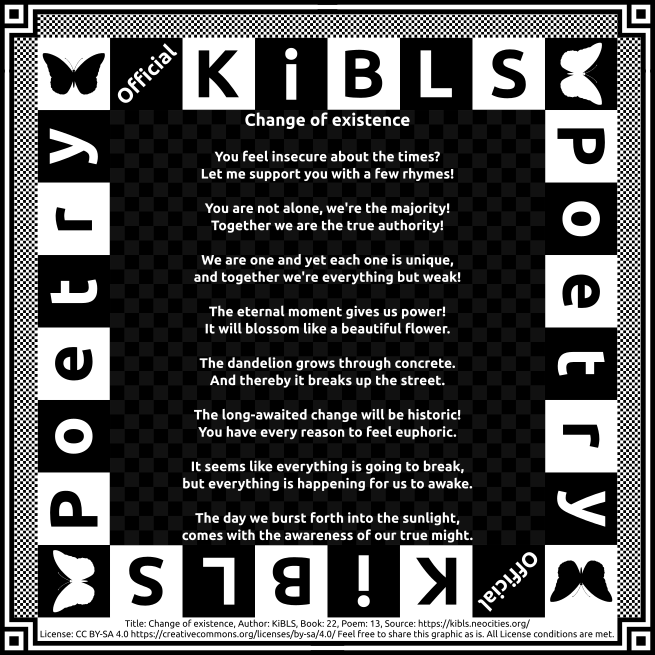 Official KiBLS
Poetry
Poetry
Change of existence
You feel insecure about the times?
Let me support you with a few rhymes!
You are not alone, we're the majority!
Together we are the true authority!
We are one and yet each one is unique,
and together we're everything but weak!
The eternal moment gives us power!
It will blossom like a beautiful flower.
The dandelion grows through concrete.
And thereby it breaks up the street.
The long-awaited change will be historic!
You have every reason to feel euphoric.
It seems like everything is going to break,
but everything is happening for us to awake.
The day we burst forth into the sunlight,
comes with the awareness of our true might.
Official KiBLS
Title: Change of existence, Author: KiBLS, Book: 22, Poem: 13, Source: https://kibls.neocities.org/
License: CC BY-SA 4.0 https://creativecommons.org/licenses/by-sa/4.0/ Feel free to share this graphic as is. All License conditions are met.